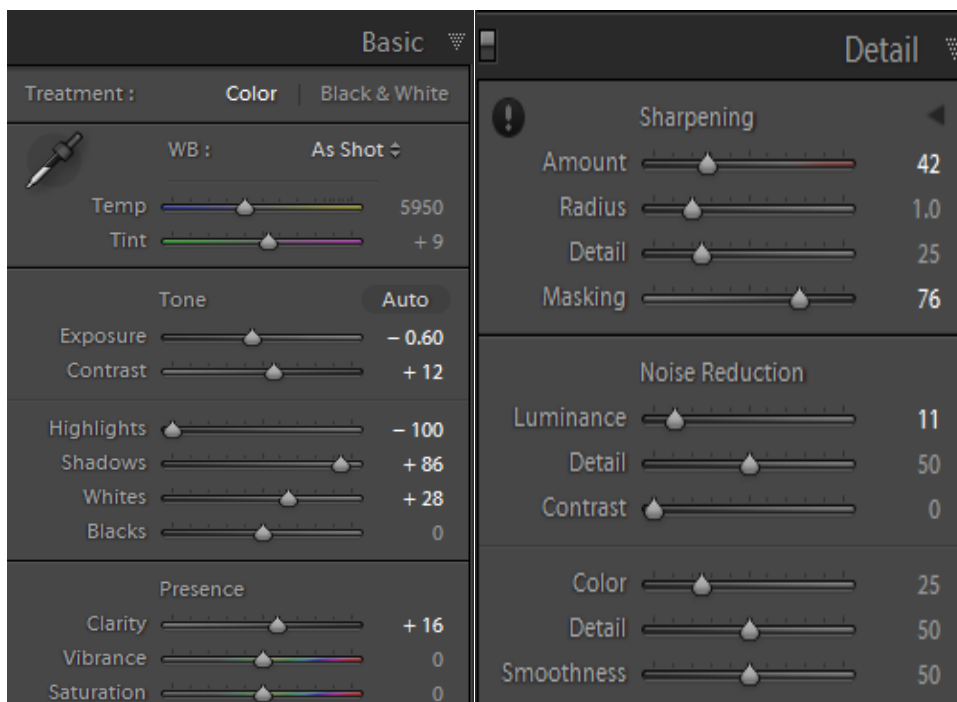 Basic
Treatment : Color Black & White
WB : As Shot
Temp 5950
Tint + 9
Tone Auto
Exposure – 0.60
Contrast + 12
Highlights – 100
Shadows + 86
Whites + 28
Blacks 0
Presence
Clarity + 16
Vibrance 0
Saturation 0
Detail
Sharpening
Amount 42
Radius 1.0
Detail 25
Masking 76
Noise Reduction
Luminance 11
Detail 50
Contrast 0
Color 25
Detail 50
Smoothness 50